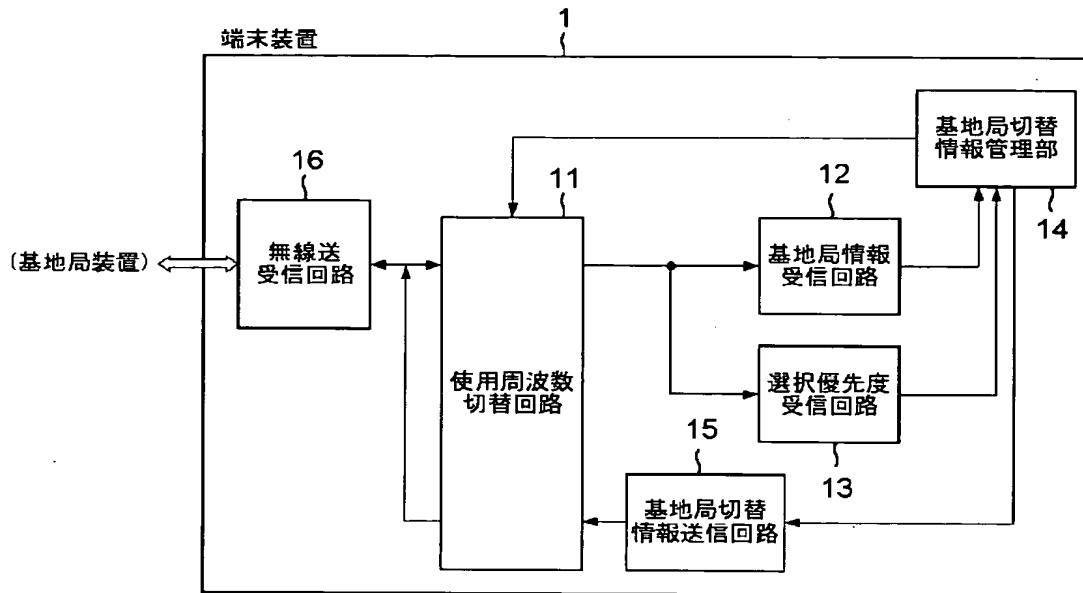 1
端末装置
基地局切替
情報管理部
14
16
無線送
受信回路
(基地局装置)
11
使用周波数
切替回路
12
基地局情報
受信回路
選択優先度
受信回路
13
15
基地局切替
情報送信回路